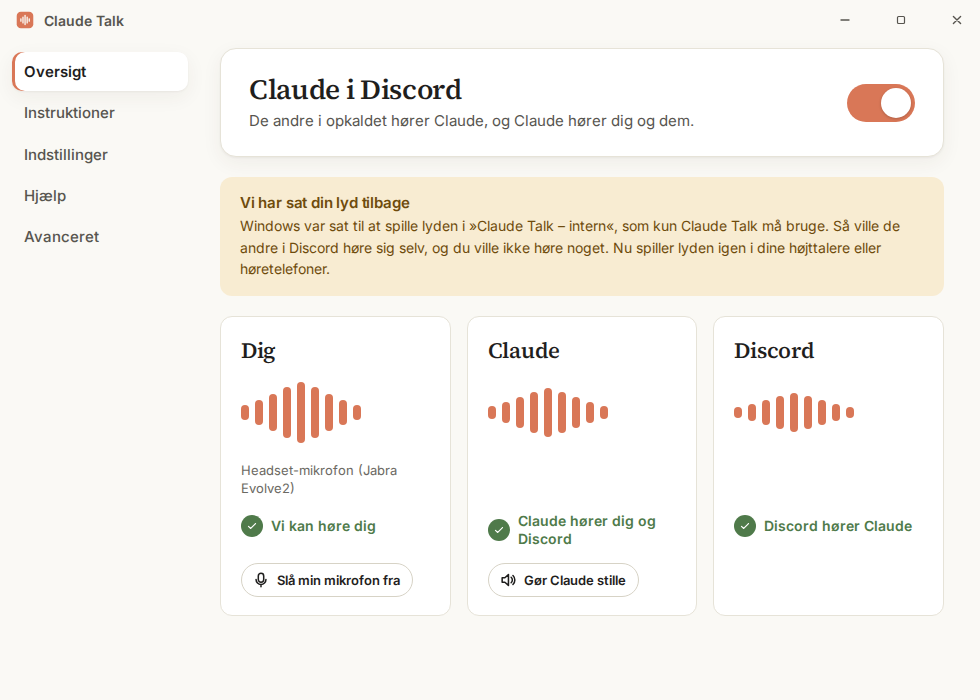 Claude Talk
Oversigt
Instruktioner
Indstillinger
Hjælp
Avanceret
Claude i Discord
De andre i opkaldet hører Claude, og Claude hører dig og dem.
Vi har sat din lyd tilbage
Windows var sat til at spille lyden i »Claude Talk – intern«, som kun Claude Talk må bruge. Så ville de
andre i Discord høre sig selv, og du ville ikke høre noget. Nu spiller lyden igen i dine højttalere eller
høretelefoner.
Dig
Headset-mikrofon (Jabra
Evolve2)
Vi kan høre dig
Slå min mikrofon fra
Claude
Claude hører dig og
Discord
Gør Claude stille
Discord
Discord hører Claude